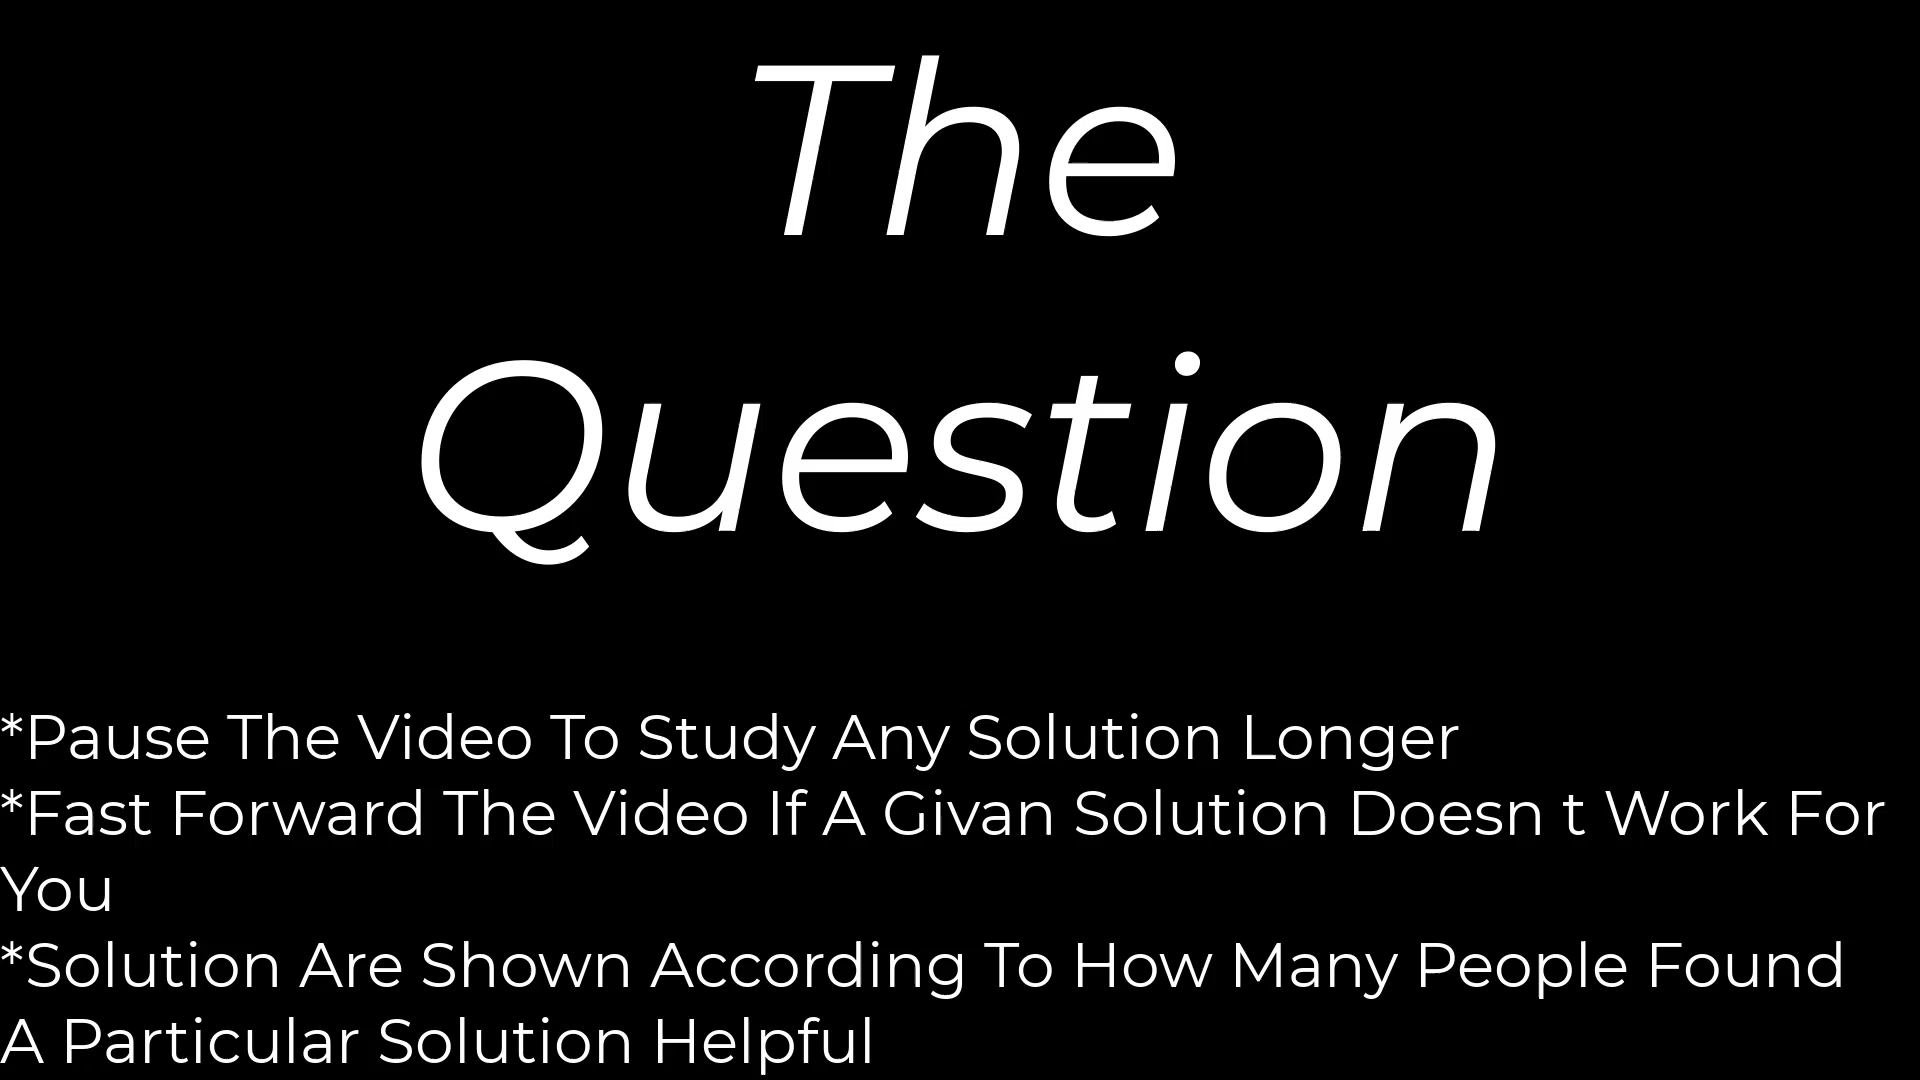 The
Question
*Pause The Video To Study Any Solution Longer
*Fast Forward The Video If A Givan Solution Doesn t Work For
You
*Solution Are Shown According To How Many People Found
A Particular Solution Helpful